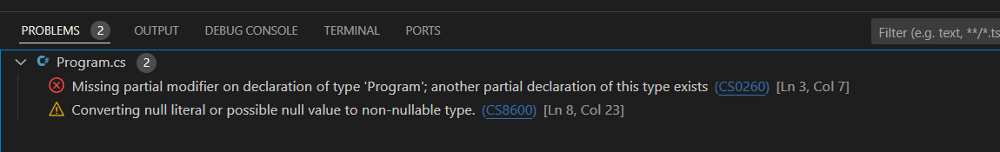 PROBLEMS 2 OUTPUT DEBUG CONSOLE TERMINAL PORTS Filter (e.g. text, **/*.ts
C# Program.cs 2
Missing partial modifier on declaration of type 'Program'; another partial declaration of this type exists (CS0260) [Ln 3, Col 7]
Converting null literal or possible null value to non-nullable type. (CS8600) [Ln 8, Col 23]